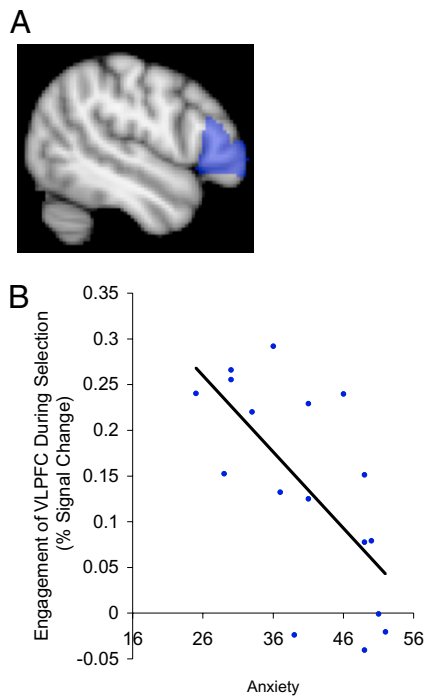 A
B
Engagement of VLPFC During Selection
(% Signal Change)
0.35
0.3
0.25
0.2
0.15
0.1
0.05
0
-0.05
16 26 36 46 56
Anxiety